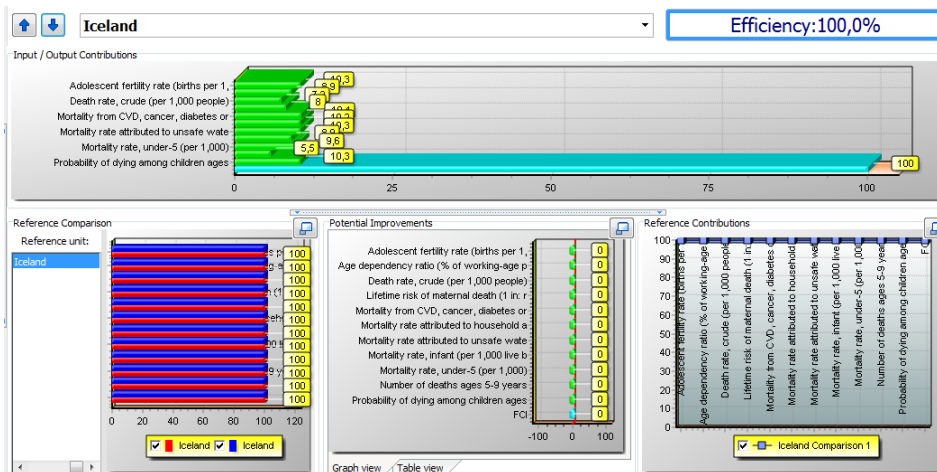 Iceland
Efficiency:100,0%
Input / Output Contributions
Adolescent fertility rate (births per 1,
Death rate, crude (per 1,000 people)
Mortality from CVD, cancer, diabetes or
Mortality rate attributed to unsafe wate
Mortality rate, under-5 (per 1,000)
Probability of dying among children ages
10,3
8,9
8
9,6
5,5
10,3
100
0 25 50 75 100
Reference Comparison
Reference unit:
Iceland
100
100
100
100
100
100
100
100
100
100
100
100
0 20 40 60 80 100 120
Iceland Iceland
Potential Improvements
Adolescent fertility rate (births per 1, 0
Age dependency ratio (% of working-age p 0
Death rate, crude (per 1,000 people) 0
Lifetime risk of maternal death (1 in: r 0
Mortality from CVD, cancer, diabetes or 0
Mortality rate attributed to household a 0
Mortality rate attributed to unsafe wate 0
Mortality rate, infant (per 1,000 live b 0
Mortality rate, under-5 (per 1,000) 0
Number of deaths ages 5-9 years 0
Probability of dying among children ages 0
FCI 0
-100 0 100
Graph view Table view
Reference Contributions
100
90
80
70
60
50
40
30
20
10
0
Adolescent fertility rate (births per
Age dependency ratio (% of working-age
Death rate, crude (per 1,000 people
Lifetime risk of maternal death (1 in:
Mortality from CVD, cancer, diabetes
Mortality rate attributed to household
Mortality rate attributed to unsafe wat
Mortality rate, infant (per 1,000 live
Mortality rate, under-5 (per 1,000
Number of deaths ages 5-9 year
Probability of dying among children age
FCI
Iceland Comparison 1